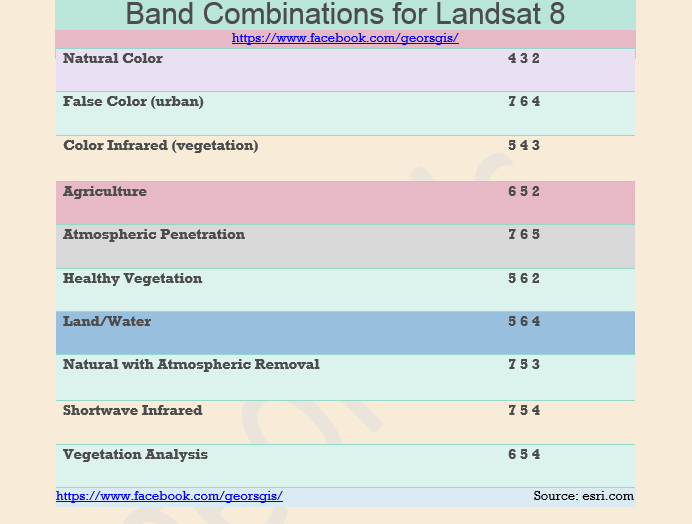 Band Combinations for Landsat 8
https://www.facebook.com/georsgis/
Natural Color 4 3 2
False Color (urban) 7 6 4
Color Infrared (vegetation) 5 4 3
Agriculture 6 5 2
Atmospheric Penetration 7 6 5
Healthy Vegetation 5 6 2
Land/Water 5 6 4
Natural with Atmospheric Removal 7 5 3
Shortwave Infrared 7 5 4
Vegetation Analysis 6 5 4
https://www.facebook.com/georsgis/ Source: esri.com